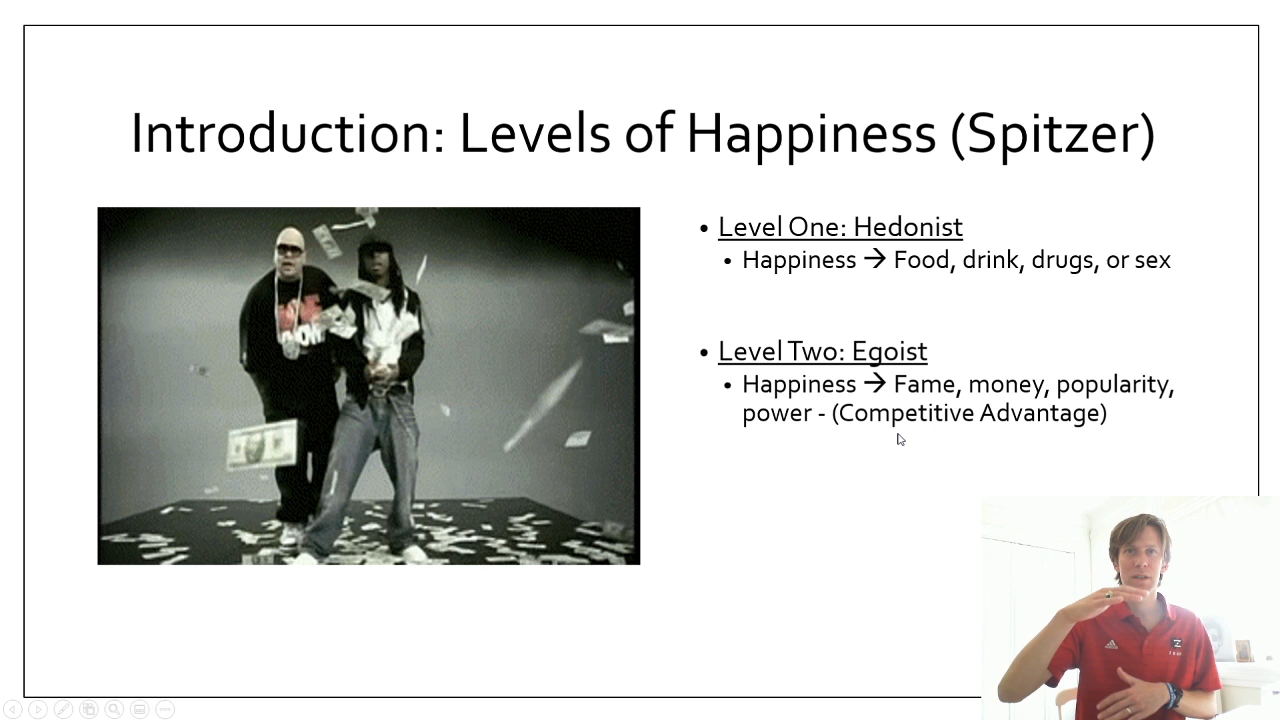 Introduction: Levels of Happiness (Spitzer)
• Level One: Hedonist
• Happiness → Food, drink, drugs, or sex
• Level Two: Egoist
• Happiness → Fame, money, popularity,
power - (Competitive Advantage)